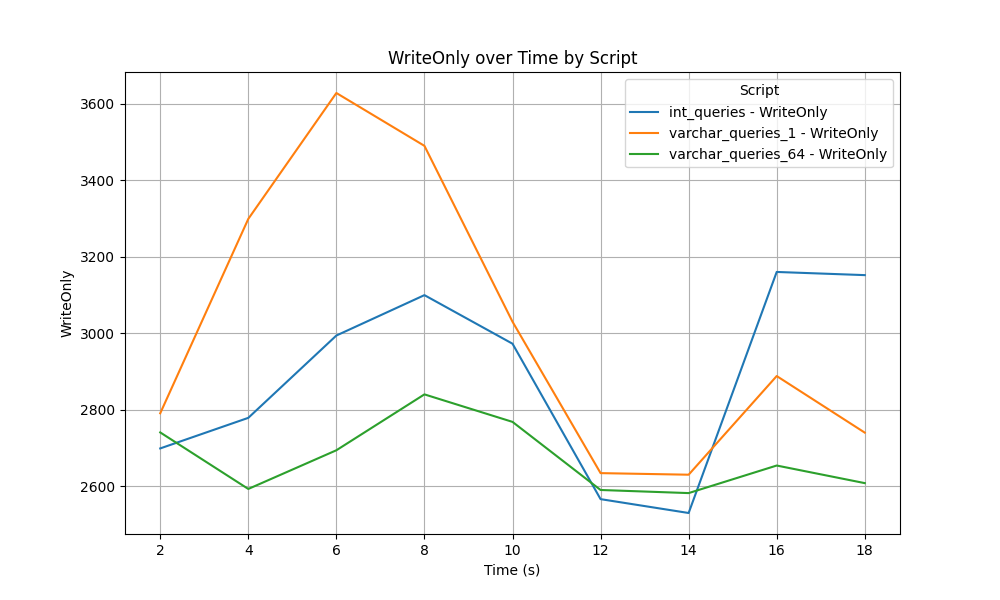 WriteOnly over Time by Script
Script
int_queries - WriteOnly
varchar_queries_1 - WriteOnly
varchar_queries_64 - WriteOnly
WriteOnly
3600
3400
3200
3000
2800
2600
2 4 6 8 10 12 14 16 18
Time (s)